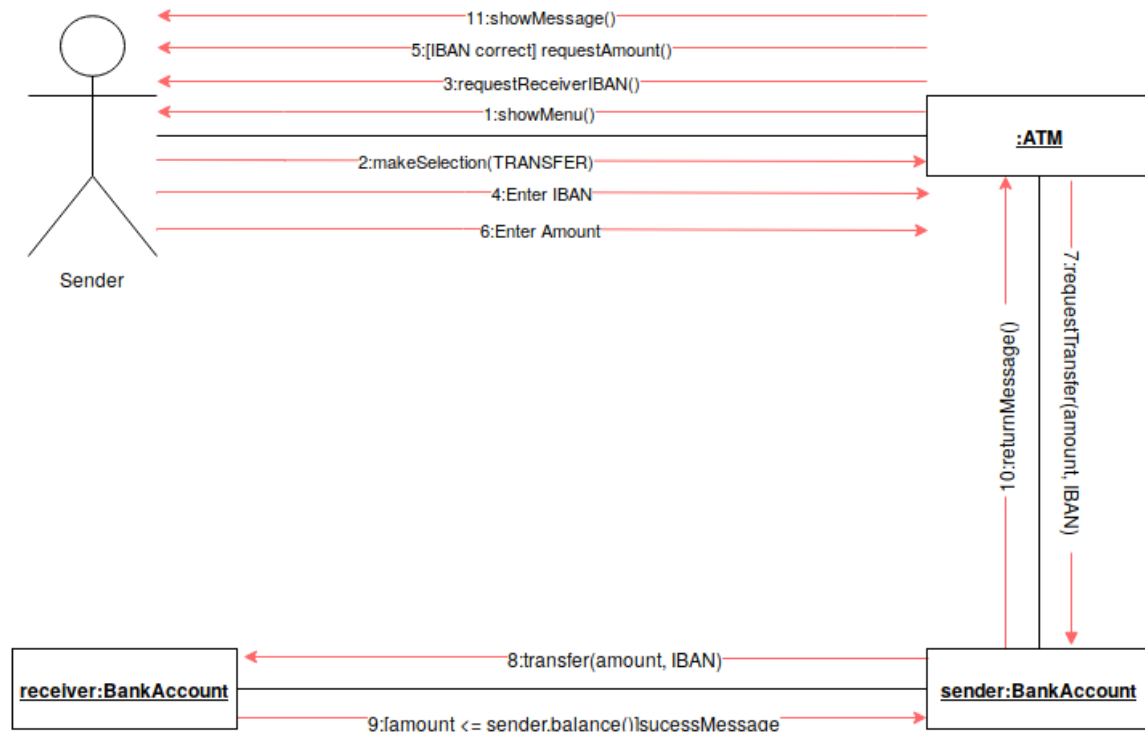 11:showMessage()
5:[IBAN correct] requestAmount()
3:requestReceiverIBAN()
1:showMenu()
:ATM
2:makeSelection(TRANSFER)
4:Enter IBAN
6:Enter Amount
Sender
7:requestTransfer(amount, IBAN)
10:returnMessage()
8:transfer(amount, IBAN)
receiver:BankAccount
sender:BankAccount
9:[amount <= sender.balance()]sucessMessage